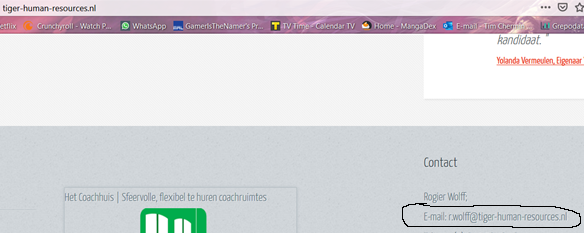 tiger-human-resources.nl
etflix
Crunchyroll - Watch P...
WhatsApp
GamerIsTheNamer's Pr...
TV Time - Calendar TV
Home - MangaDex
E-mail - Tim Cherman...
Grepodata
kandidaat. "
Yolanda Vermeulen, Eigenaar
Contact
Het Coachhuis | Sfeervolle, flexibel te huren coachruimtes
Rogier Wolff;
E-mail: r.wolff@tiger-human-resources.nl